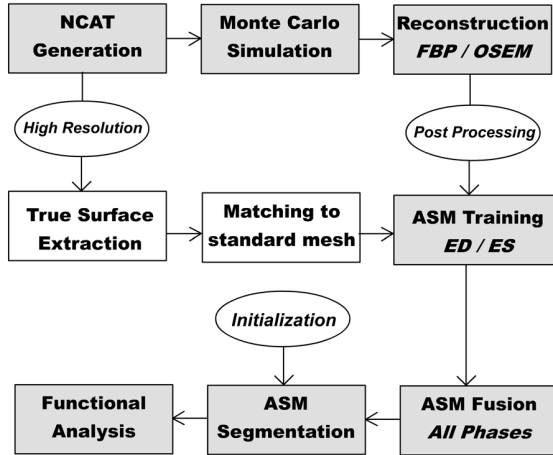 NCAT
Generation
Monte Carlo
Simulation
Reconstruction
FBP / OSEM
High Resolution
Post Processing
True Surface
Extraction
Matching to
standard mesh
ASM Training
ED / ES
Initialization
Functional
Analysis
ASM
Segmentation
ASM Fusion
All Phases